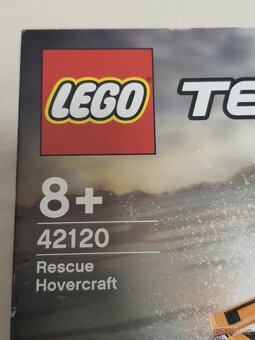 LEGO TE
8+
42120
Rescue
Hovercraft